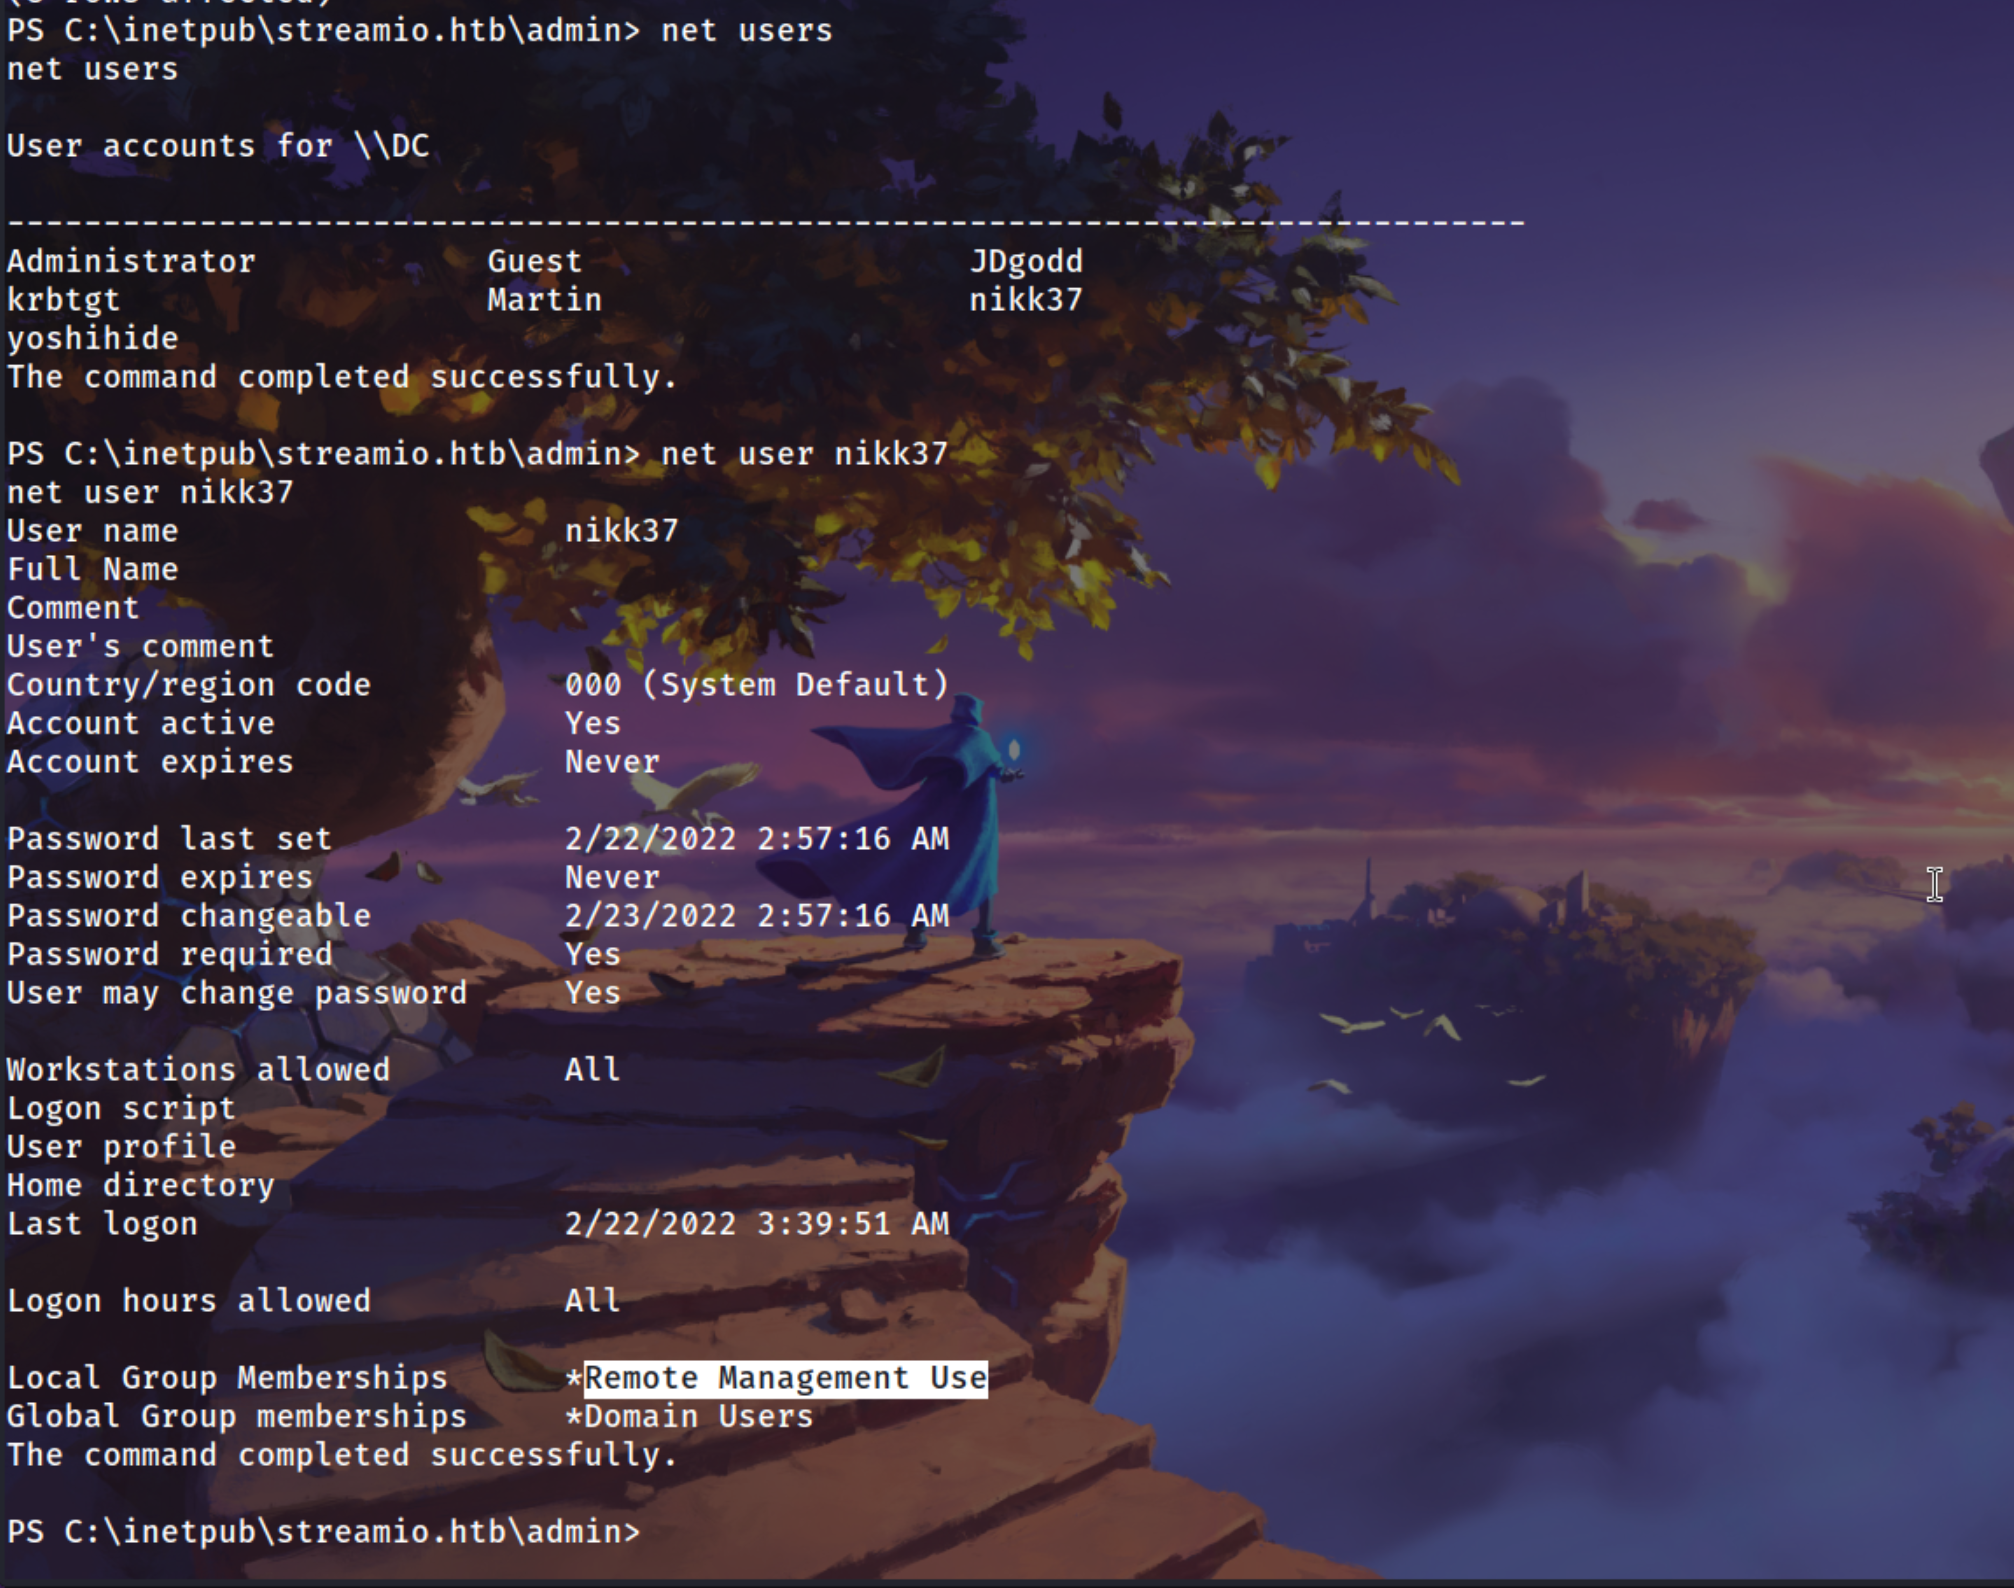 (8 rows affected)
PS C:\inetpub\streamio.htb\admin> net users
net users
User accounts for \\DC
-------------------------------------------------------------------------------
Administrator            Guest                    JDgodd
krbtgt                   Martin                   nikk37
yoshihide
The command completed successfully.
PS C:\inetpub\streamio.htb\admin> net user nikk37
net user nikk37
User name                    nikk37
Full Name
Comment
User's comment
Country/region code          000 (System Default)
Account active               Yes
Account expires              Never
Password last set            2/22/2022 2:57:16 AM
Password expires             Never
Password changeable          2/23/2022 2:57:16 AM
Password required            Yes
User may change password     Yes
Workstations allowed         All
Logon script
User profile
Home directory
Last logon                   2/22/2022 3:39:51 AM
Logon hours allowed          All
Local Group Memberships      *Remote Management Use
Global Group memberships     *Domain Users
The command completed successfully.
PS C:\inetpub\streamio.htb\admin>